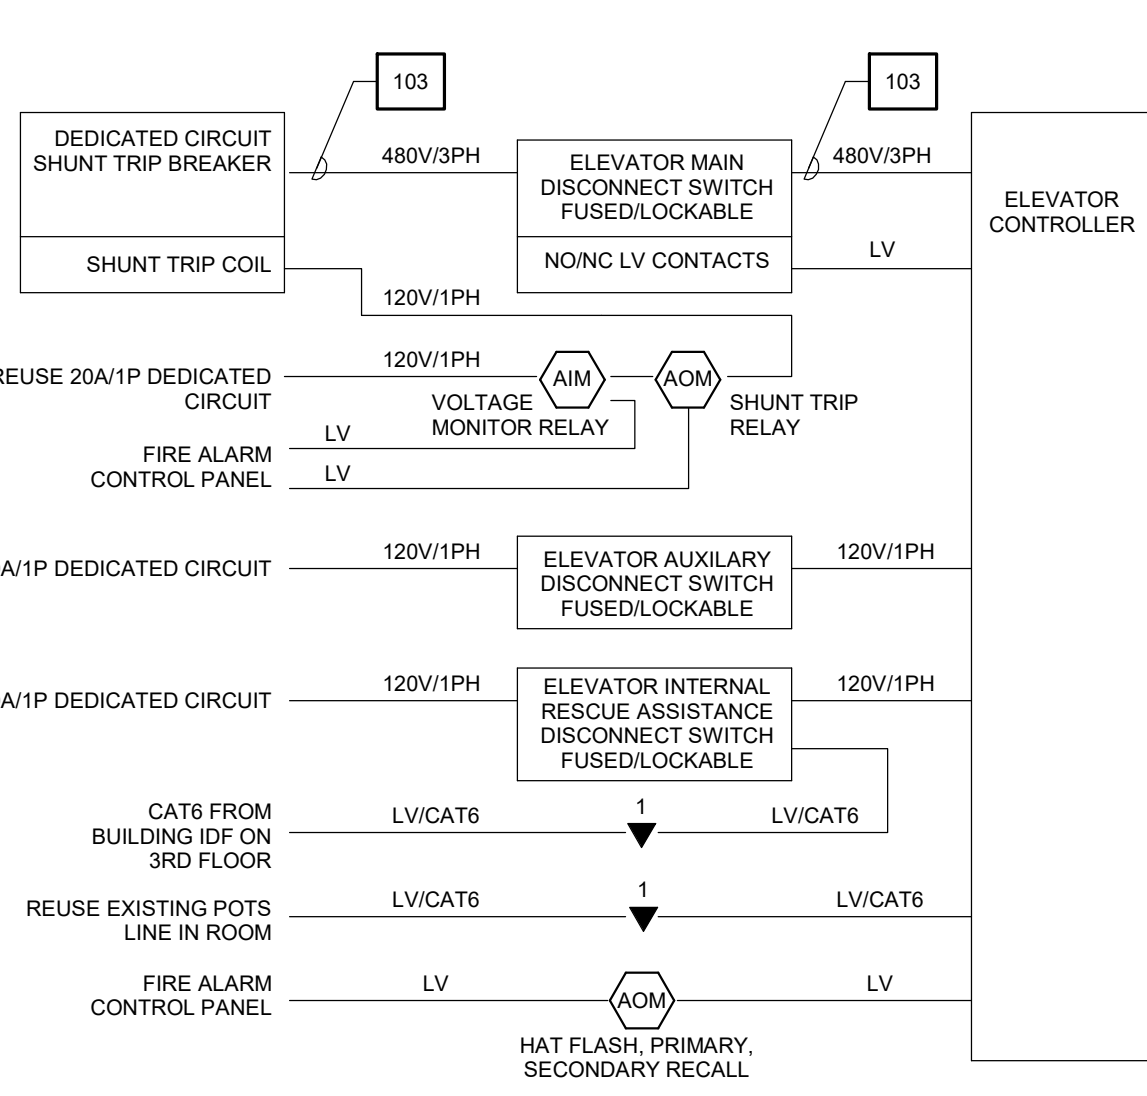 103
103
DEDICATED CIRCUIT
SHUNT TRIP BREAKER
480V/3PH
ELEVATOR MAIN
DISCONNECT SWITCH
FUSED/LOCKABLE
480V/3PH
ELEVATOR
CONTROLLER
SHUNT TRIP COIL
NO/NC LV CONTACTS
LV
120V/1PH
REUSE 20A/1P DEDICATED
CIRCUIT
120V/1PH
AIM
AOM
VOLTAGE
MONITOR RELAY
SHUNT TRIP
RELAY
FIRE ALARM
CONTROL PANEL
LV
LV
A/1P DEDICATED CIRCUIT
120V/1PH
ELEVATOR AUXILARY
DISCONNECT SWITCH
FUSED/LOCKABLE
120V/1PH
A/1P DEDICATED CIRCUIT
120V/1PH
ELEVATOR INTERNAL
RESCUE ASSISTANCE
DISCONNECT SWITCH
FUSED/LOCKABLE
120V/1PH
CAT6 FROM
BUILDING IDF ON
3RD FLOOR
LV/CAT6
1
LV/CAT6
REUSE EXISTING POTS
LINE IN ROOM
LV/CAT6
1
LV/CAT6
FIRE ALARM
CONTROL PANEL
LV
AOM
LV
HAT FLASH, PRIMARY,
SECONDARY RECALL